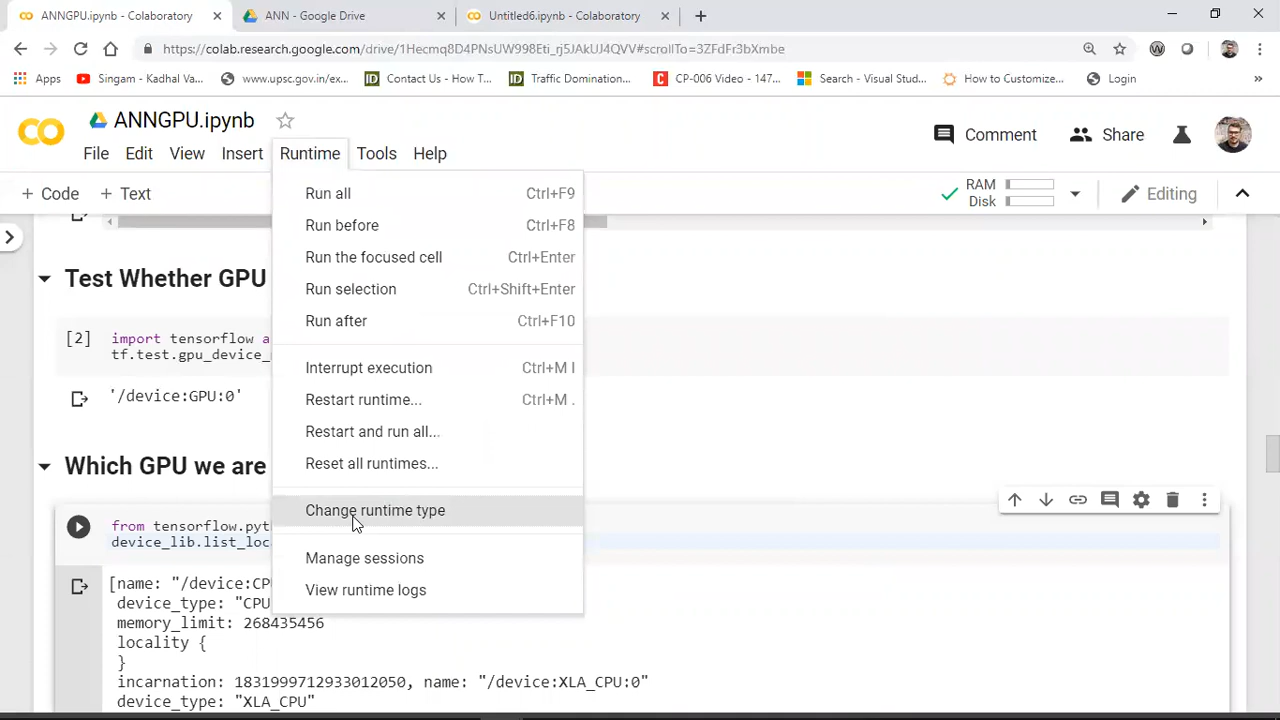 ANNGPU.ipynb - Colaboratory
ANN - Google Drive
Untitled6.ipynb - Colaboratory
https://colab.research.google.com/drive/1Hecmq8D4PNsUW998Eti_rj5JAkUJ4QVV#scrollTo=3ZFdFr3bXmbe
Apps
Singam - Kadhal Va...
www.upsc.gov.in/ex...
Contact Us - How T...
Traffic Domination...
CP-006 Video - 147...
Search - Visual Stud...
How to Customize...
Login
»
CO
ANNGPU.ipynb
Comment
Share
File Edit View Insert Runtime Tools Help
+ Code + Text
RAM
Disk
Editing
Run all Ctrl+F9
Run before Ctrl+F8
Run the focused cell Ctrl+Enter
Run selection Ctrl+Shift+Enter
Run after Ctrl+F10
Interrupt execution Ctrl+M I
Restart runtime... Ctrl+M .
Restart and run all...
Reset all runtimes...
Change runtime type
Manage sessions
View runtime logs
Test Whether GPU
[2] import tensorflow a
tf.test.gpu_device_
'/device:GPU:0'
Which GPU we are
from tensorflow.pyt
device_lib.list_loc
[name: "/device:CP
device_type: "CPU
memory_limit: 268435456
locality {
}
incarnation: 1831999712933012050, name: "/device:XLA_CPU:0"
device_type: "XLA_CPU"